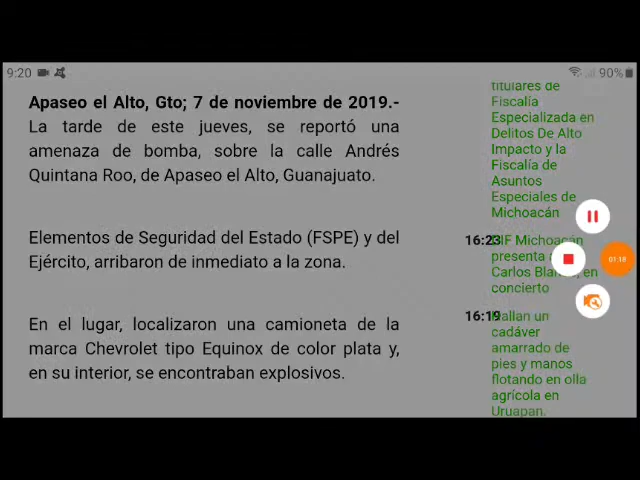 9:20
90%
Apaseo el Alto, Gto; 7 de noviembre de 2019.-
La tarde de este jueves, se reportó una
amenaza de bomba, sobre la calle Andrés
Quintana Roo, de Apaseo el Alto, Guanajuato.
Elementos de Seguridad del Estado (FSPE) y del
Ejército, arribaron de inmediato a la zona.
En el lugar, localizaron una camioneta de la
marca Chevrolet tipo Equinox de color plata y,
en su interior, se encontraban explosivos.
titulares de
Fiscalía
Especializada en
Delitos De Alto
Impacto y la
Fiscalía de
Asuntos
Especiales de
Michoacán
16:23 DIF Michoacán
presenta
Carlos en
concierto
16:19 Hallan un
cadáver
amarrado de
pies y manos
flotando en olla
agrícola en
Uruapan.
01:18